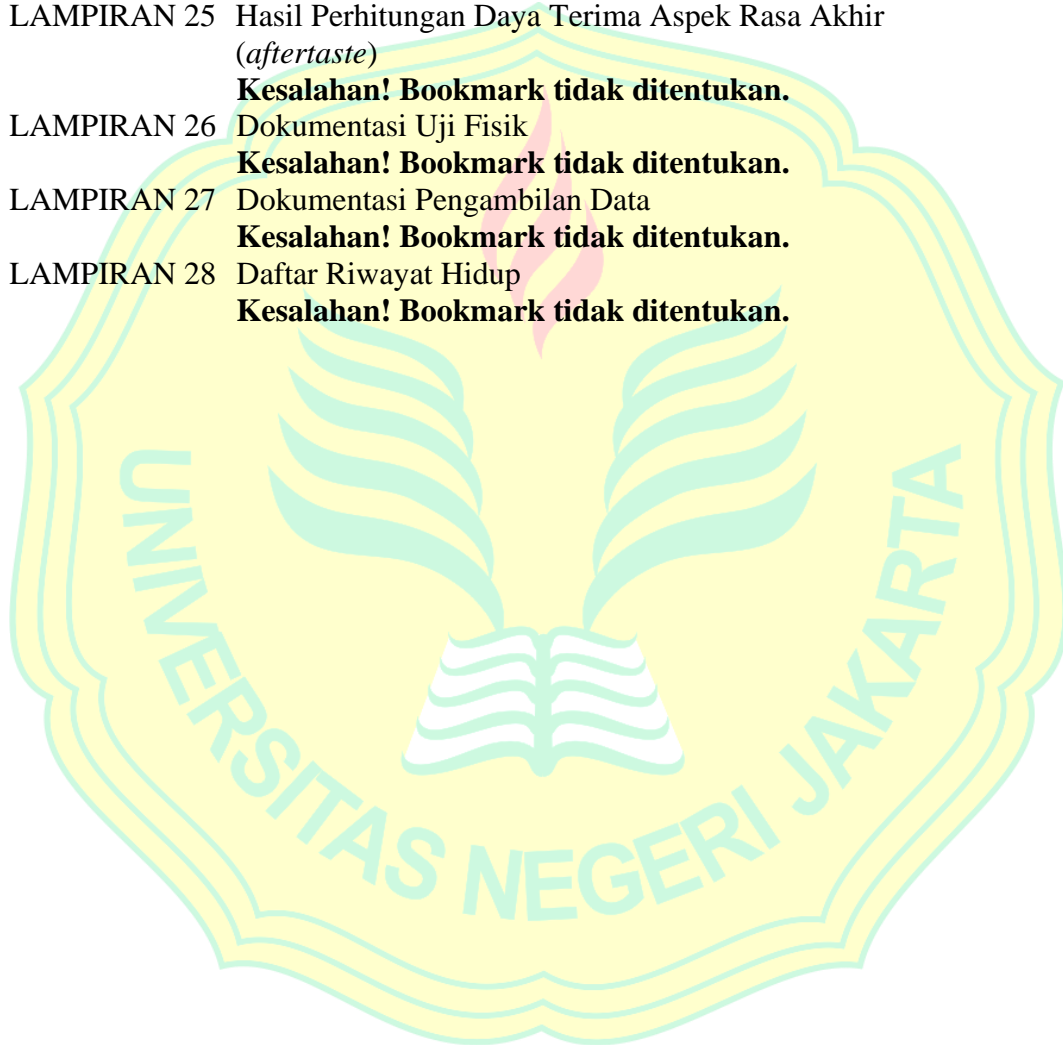 LAMPIRAN 25 Hasil Perhitungan Daya Terima Aspek Rasa Akhir
(aftertaste)
Kesalahan! Bookmark tidak ditentukan.
LAMPIRAN 26 Dokumentasi Uji Fisik
Kesalahan! Bookmark tidak ditentukan.
LAMPIRAN 27 Dokumentasi Pengambilan Data
Kesalahan! Bookmark tidak ditentukan.
LAMPIRAN 28 Daftar Riwayat Hidup
Kesalahan! Bookmark tidak ditentukan.
UNIVERSITAS NEGERI JAKARTA